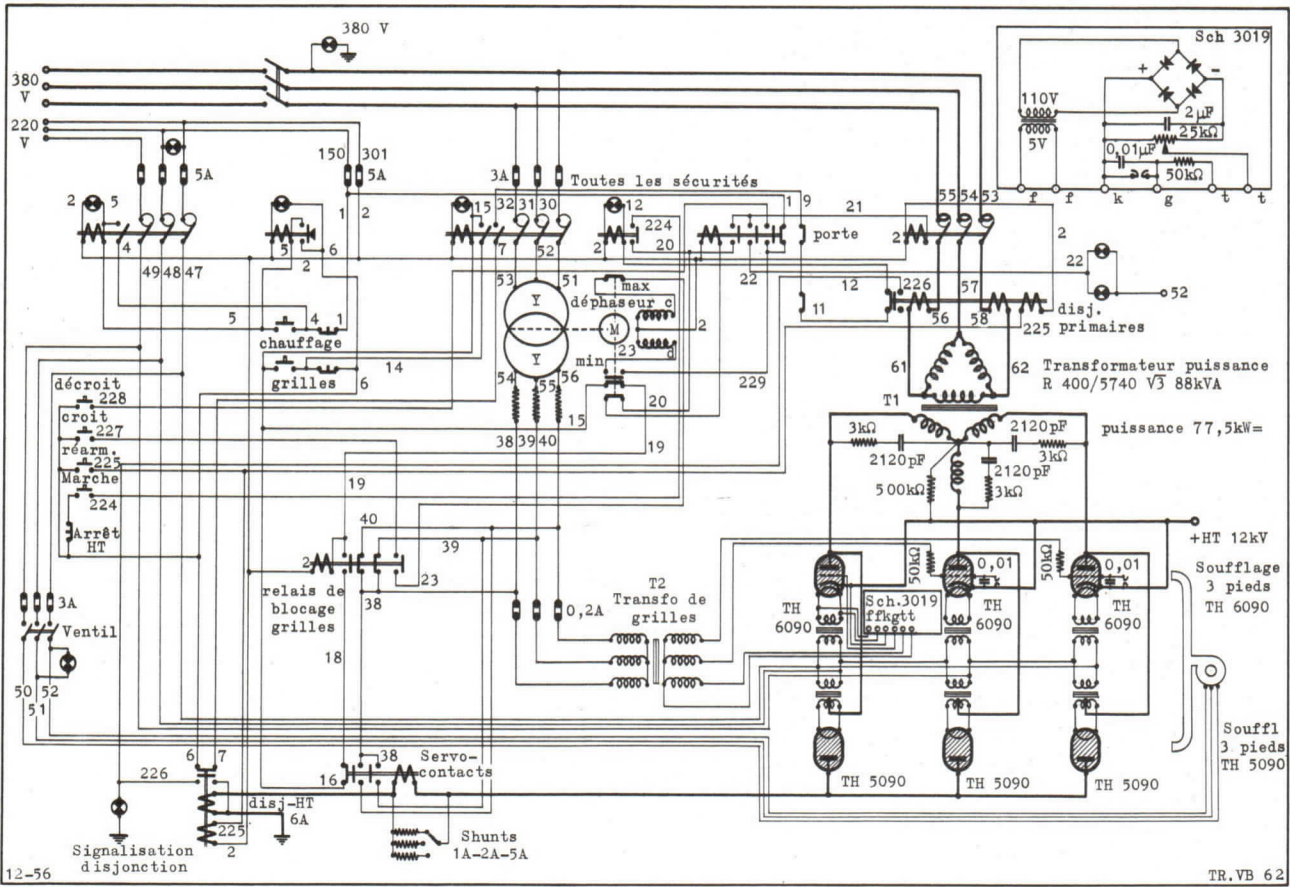 380 V
Sch 3019
380
V
+
-
110V
2µF
25kΩ
5V
0,01µF
50kΩ
f
f
k
g
t
t
220
V
150
301
5A
5A
3A
Toutes les sécurités
2
5
4
49
48
47
1
2
5
6
2
15
32
31
30
7
52
53
51
12
224
2
20
1
9
porte
22
21
2
55
54
53
2
22
52
max
déphaseur c
12
226
57
56
58
225
disj.
primaires
11
5
4
1
chauffage
14
grilles
6
Y
Y
M
23
d
2
min
229
61
62
Transformateur puissance
R 400/5740 √3 88kVA
T1
puissance 77,5kW=
54
55
56
15
20
19
38
39
40
décroit
228
croit
227
réarm.
225
Marche
224
Arrêt
HT
19
3kΩ
2120pF
2120pF
3kΩ
2120pF
3kΩ
500kΩ
+HT 12kV
40
39
2
23
38
relais de
blocage
grilles
18
0,2A
T2
Transfo de
grilles
50kΩ
0,01
50kΩ
0,01
Sch.3019
ffkgtt
TH
6090
TH
6090
TH
6090
Soufflage
3 pieds
TH 6090
3A
Ventil
50
52
51
Souffl
3 pieds
TH 5090
6
7
226
225
2
disj-HT
6A
16
38
Servo-
contacts
TH 5090
TH 5090
TH 5090
Shunts
1A-2A-5A
Signalisation
disjonction
12-56
TR.VB 62